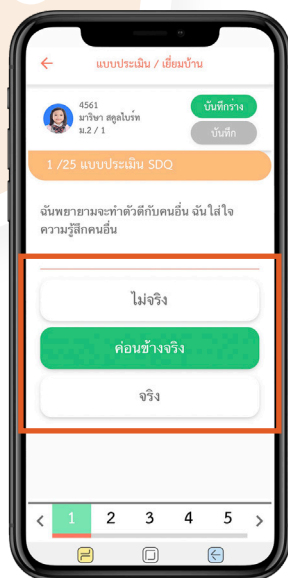 แบบประเมิน / เยี่ยมบ้าน
4561
มาริษา สคูลไบร์ท
ม.2 / 1
บันทึกร่าง
บันทึก
1 /25 แบบประเมิน SDQ
ฉันพยายามจะทำตัวดีกับคนอื่น ฉันใส่ใจ
ความรู้สึกคนอื่น
ไม่จริง
ค่อนข้างจริง
จริง
1 2 3 4 5